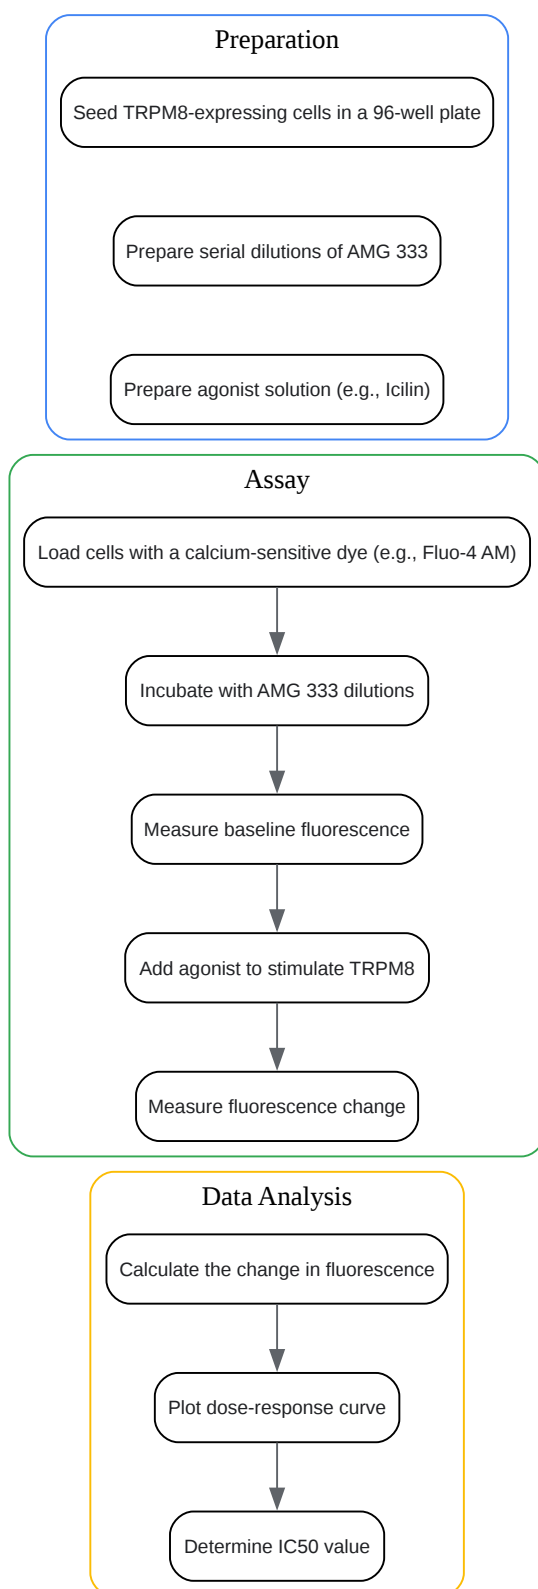 Preparation
Seed TRPM8-expressing cells in a 96-well plate
Prepare serial dilutions of AMG 333
Prepare agonist solution (e.g., Icilin)
Assay
Load cells with a calcium-sensitive dye (e.g., Fluo-4 AM)
Incubate with AMG 333 dilutions
Measure baseline fluorescence
Add agonist to stimulate TRPM8
Measure fluorescence change
Data Analysis
Calculate the change in fluorescence
Plot dose-response curve
Determine IC50 value